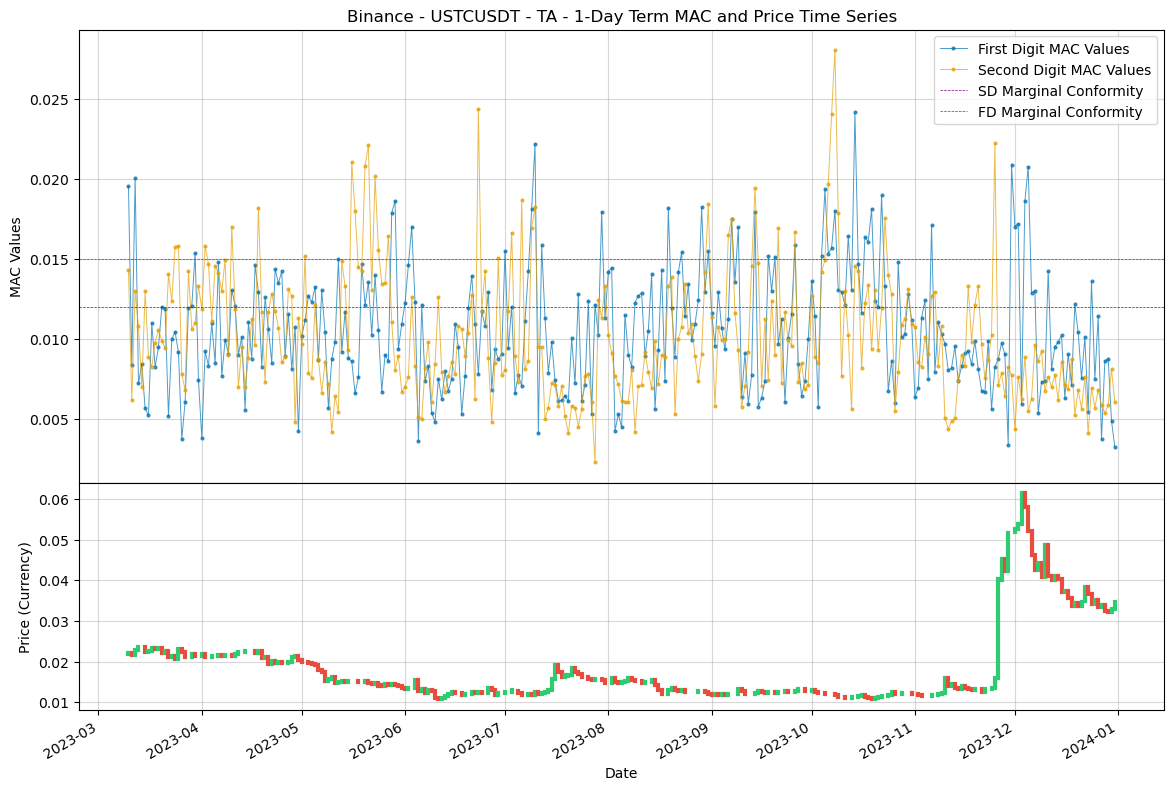 Binance - USTCUSDT - TA - 1-Day Term MAC and Price Time Series
First Digit MAC Values
Second Digit MAC Values
SD Marginal Conformity
FD Marginal Conformity
MAC Values
0.025
0.020
0.015
0.010
0.005
Price (Currency)
0.06
0.05
0.04
0.03
0.02
0.01
2023-03
2023-04
2023-05
2023-06
2023-07
2023-08
2023-09
2023-10
2023-11
2023-12
2024-01
Date